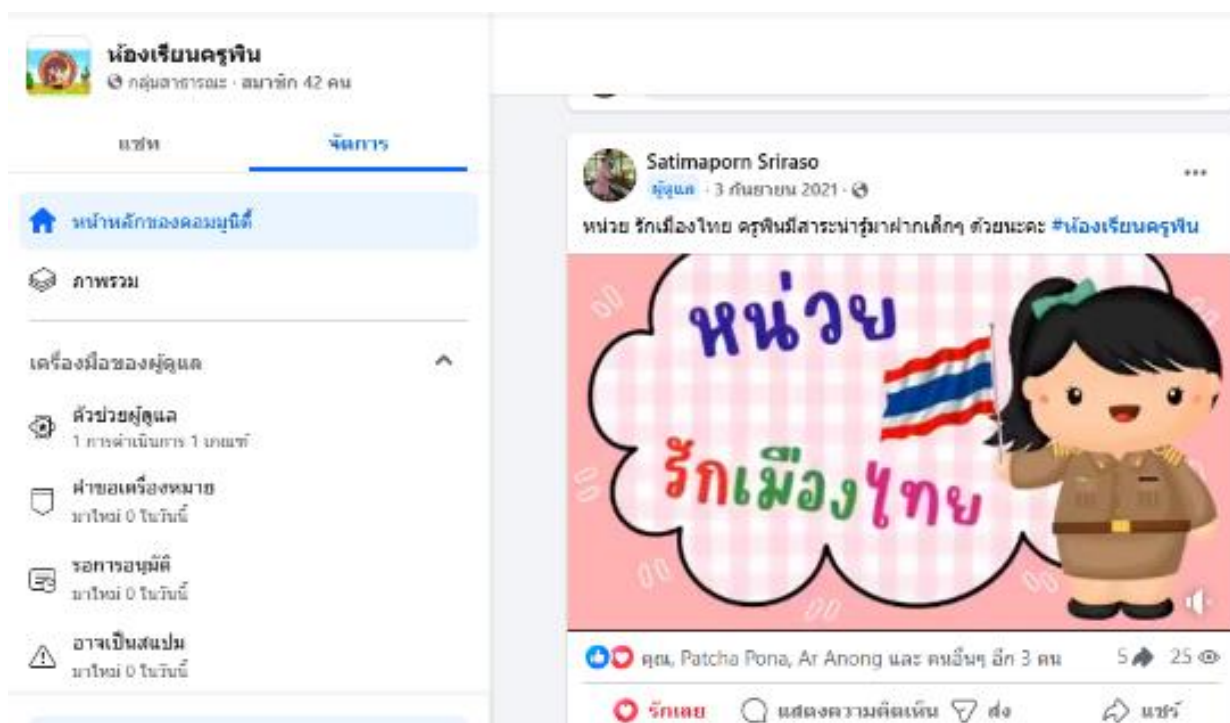 ห้องเรียนครูพิน
กลุ่มสาธารณะ · สมาชิก 42 คน
แชท
จัดการ
หน้าหลักของคอมมูนิตี้
ภาพรวม
เครื่องมือของผู้ดูแล
ตัวช่วยผู้ดูแล
1 การดำเนินการ 1 เกณฑ์
คำขอเครื่องหมาย
มาใหม่ 0 ในวันนี้
รอการอนุมัติ
มาใหม่ 0 ในวันนี้
อาจเป็นสแปม
มาใหม่ 0 ในวันนี้
Satimaporn Sriraso
ผู้ดูแล · 3 กันยายน 2021 ·
หน่วย รักเมืองไทย ครูพินมีสาระน่ารู้มาฝากเด็กๆ ด้วยนะคะ #ห้องเรียนครูพิน
หน่วย
รักเมืองไทย
คุณ, Patcha Pona, Ar Anong และ คนอื่นๆ อีก 3 คน 5 25
รักเลย แสดงความคิดเห็น ส่ง แชร์